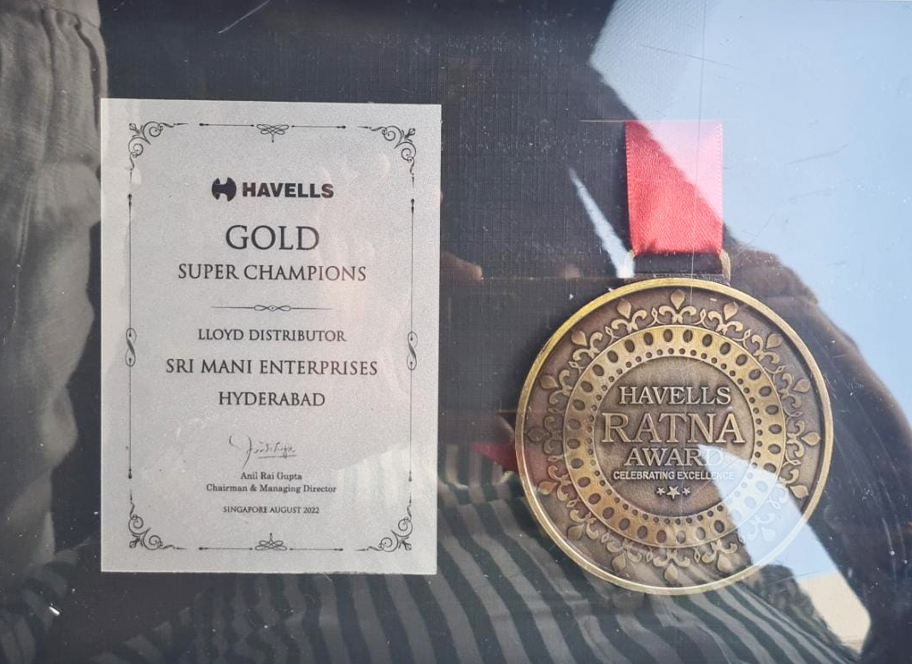 HAVELLS
GOLD
SUPER CHAMPIONS
LLOYD DISTRIBUTOR
SRI MANI ENTERPRISES
HYDERABAD
Anil Rai Gupta
Chairman & Managing Director
SINGAPORE AUGUST 2022
HAVELLS
RATNA
AWARD
CELEBRATING EXCELLENCE